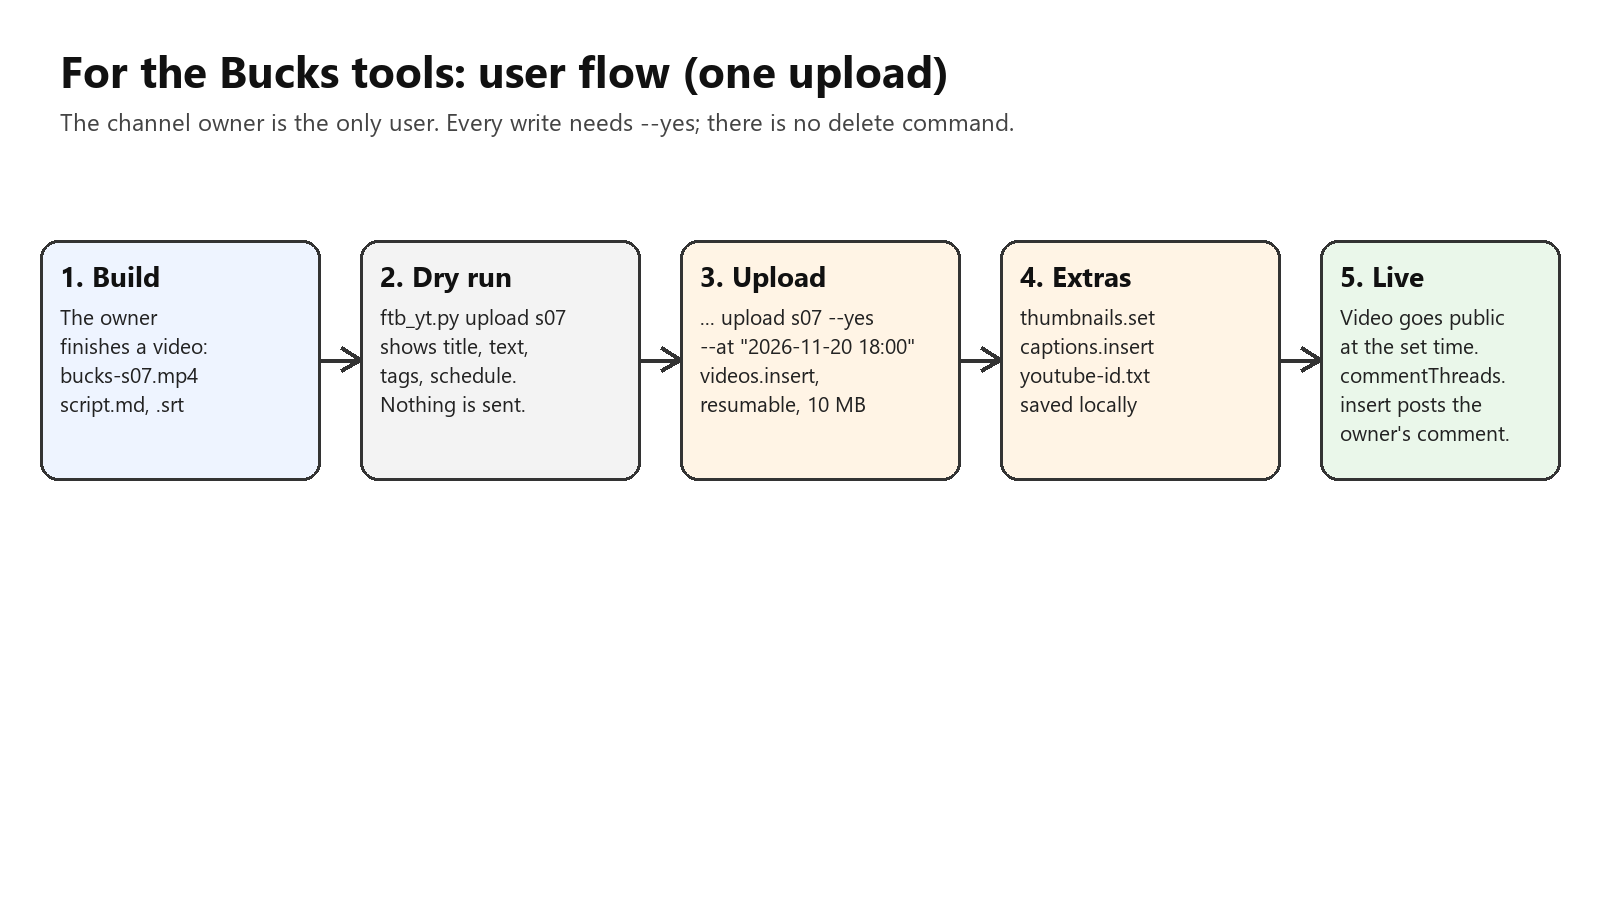 For the Bucks tools: user flow (one upload)
The channel owner is the only user. Every write needs --yes; there is no delete command.
1. Build
The owner
finishes a video:
bucks-s07.mp4
script.md, .srt
2. Dry run
ftb_yt.py upload s07
shows title, text,
tags, schedule.
Nothing is sent.
3. Upload
... upload s07 --yes
--at "2026-11-20 18:00"
videos.insert,
resumable, 10 MB
4. Extras
thumbnails.set
captions.insert
youtube-id.txt
saved locally
5. Live
Video goes public
at the set time.
commentThreads.
insert posts the
owner's comment.